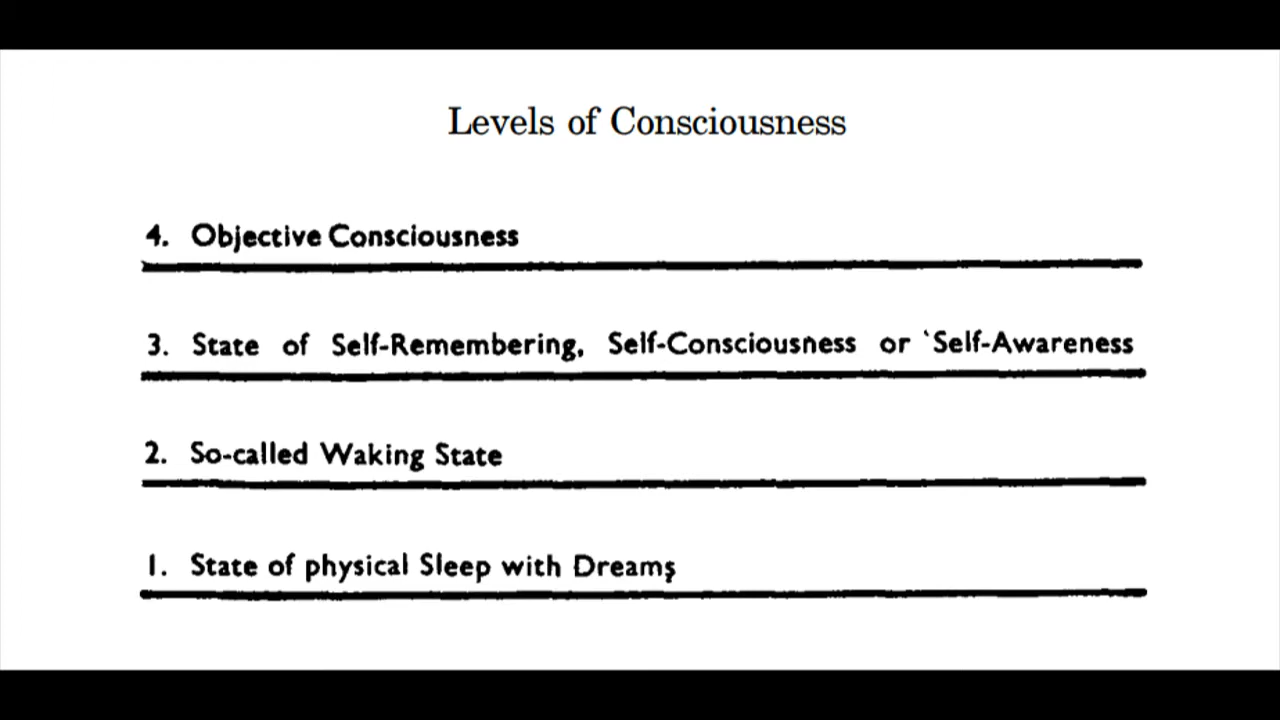 Levels of Consciousness
4. Objective Consciousness
3. State of Self-Remembering, Self-Consciousness or 'Self-Awareness
2. So-called Waking State
1. State of physical Sleep with Dreams